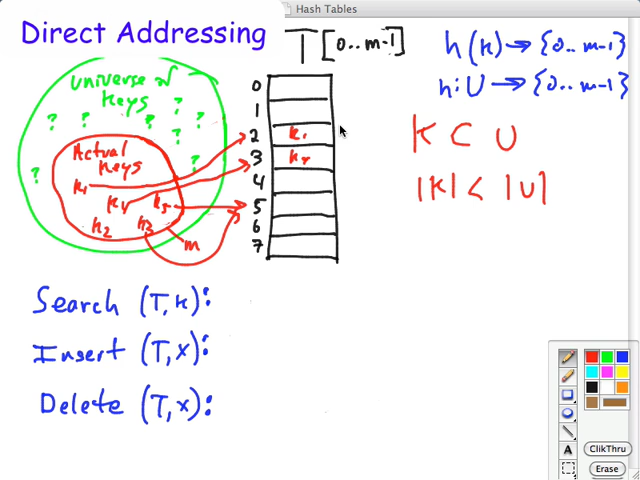 Hash Tables
Direct Addressing
T [0..m-1]
h(k) → {0..m-1}
h: U → {0..m-1}
universe of
keys
? ? ? ? ? ? ? ?
K ⊂ U
|K| < |U|
Actual
keys
k1
k4
k5
k2
k3
m
0
1
2 k1
3 k4
4
5
6
7
Search (T, k):
Insert (T, x):
Delete (T, x):
A
ClikThru
Erase